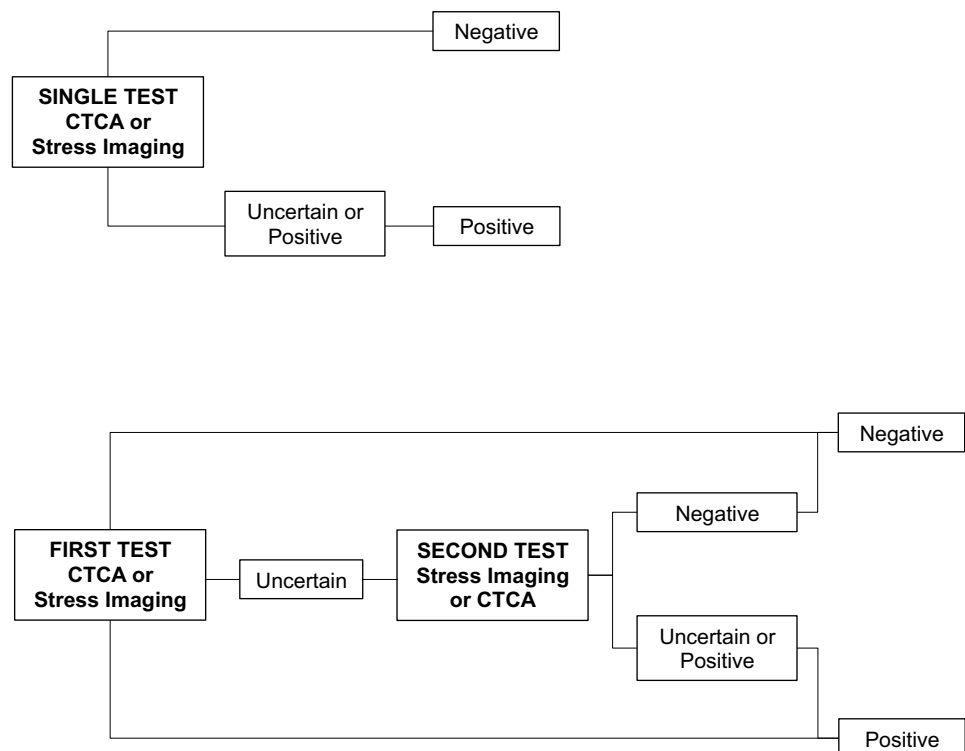 Negative
SINGLE TEST
CTCA or
Stress Imaging
Uncertain or
Positive
Positive
Negative
Negative
FIRST TEST
CTCA or
Stress Imaging
Uncertain
SECOND TEST
Stress Imaging
or CTCA
Uncertain or
Positive
Positive